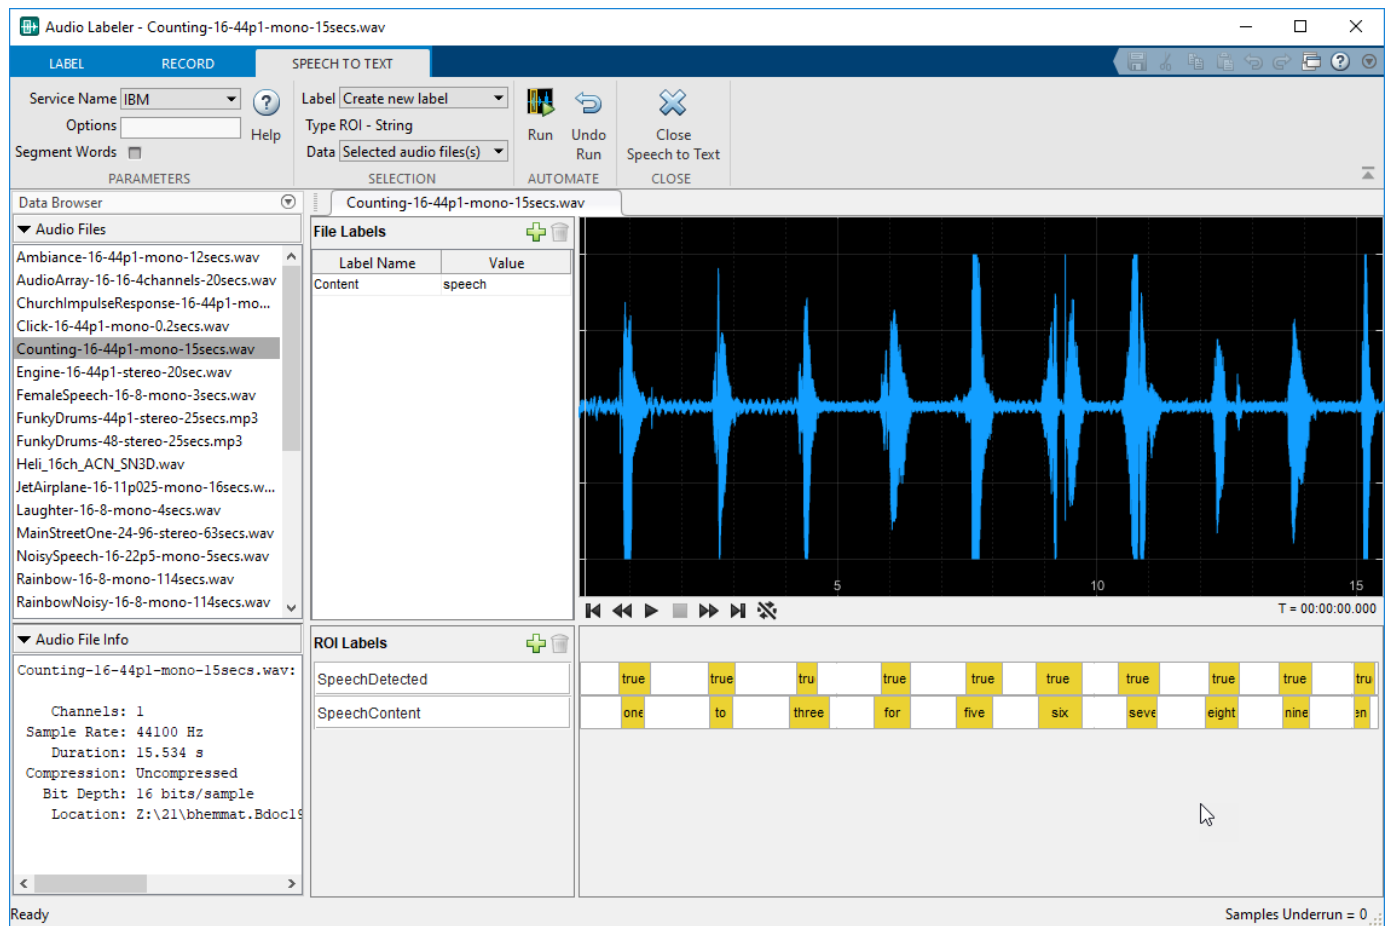 Audio Labeler - Counting-16-44p1-mono-15secs.wav
LABEL RECORD SPEECH TO TEXT
Service Name IBM
Options
Segment Words
Help
PARAMETERS
Label Create new label
Type ROI - String
Data Selected audio files(s)
SELECTION
Run
Undo
Run
AUTOMATE
Close
Speech to Text
CLOSE
Data Browser
Audio Files
Ambiance-16-44p1-mono-12secs.wav
AudioArray-16-16-4channels-20secs.wav
ChurchImpulseResponse-16-44p1-mo...
Click-16-44p1-mono-0.2secs.wav
Counting-16-44p1-mono-15secs.wav
Engine-16-44p1-stereo-20sec.wav
FemaleSpeech-16-8-mono-3secs.wav
FunkyDrums-44p1-stereo-25secs.mp3
FunkyDrums-48-stereo-25secs.mp3
Heli_16ch_ACN_SN3D.wav
JetAirplane-16-11p025-mono-16secs.w...
Laughter-16-8-mono-4secs.wav
MainStreetOne-24-96-stereo-63secs.wav
NoisySpeech-16-22p5-mono-5secs.wav
Rainbow-16-8-mono-114secs.wav
RainbowNoisy-16-8-mono-114secs.wav
Audio File Info
Counting-16-44p1-mono-15secs.wav:
Channels: 1
Sample Rate: 44100 Hz
Duration: 15.534 s
Compression: Uncompressed
Bit Depth: 16 bits/sample
Location: Z:\21\bhemmat.Bdoc19
Counting-16-44p1-mono-15secs.wav
File Labels
Label Name Value
Content speech
5 10 15
T = 00:00:00.000
ROI Labels
SpeechDetected true true tru true true true true true true tru
SpeechContent one to three for five six seve eight nine en
Ready
Samples Underrun = 0